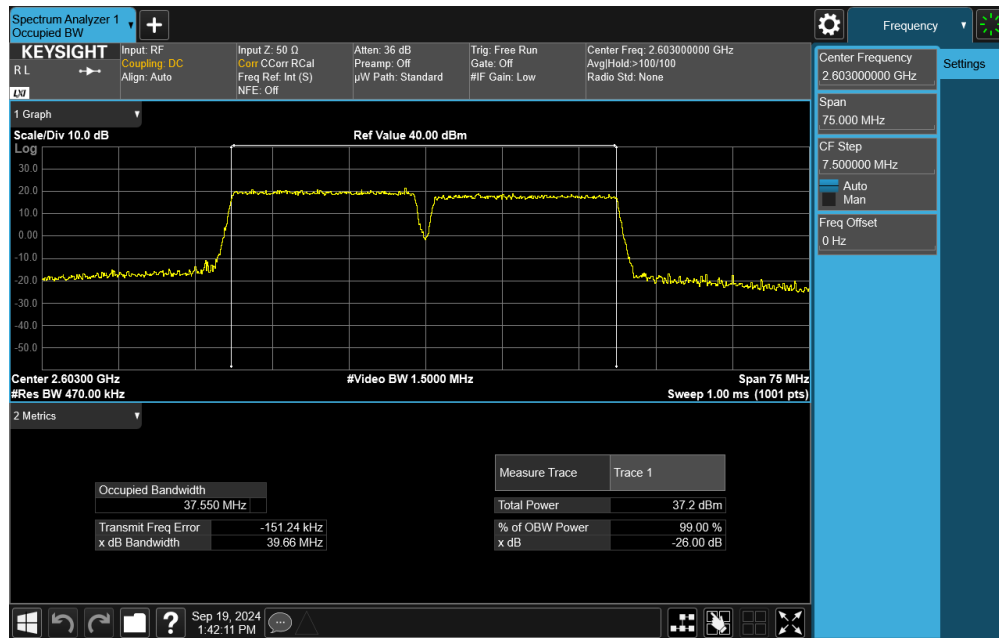 Spectrum Analyzer 1
Occupied BW
Frequency
KEYSIGHT
R L
LXI
Input: RF
Coupling: DC
Align: Auto
Input Z: 50 Ω
Corr CCorr RCal
Freq Ref: Int (S)
NFE: Off
Atten: 36 dB
Preamp: Off
µW Path: Standard
Trig: Free Run
Gate: Off
#IF Gain: Low
Center Freq: 2.603000000 GHz
Avg|Hold:>100/100
Radio Std: None
Center Frequency
2.603000000 GHz
Settings
Span
75.000 MHz
CF Step
7.500000 MHz
Auto
Man
Freq Offset
0 Hz
1 Graph
Scale/Div 10.0 dB
Ref Value 40.00 dBm
Log
30.0
20.0
10.0
0.00
-10.0
-20.0
-30.0
-40.0
-50.0
Center 2.60300 GHz
#Video BW 1.5000 MHz
Span 75 MHz
#Res BW 470.00 kHz
Sweep 1.00 ms (1001 pts)
2 Metrics
Occupied Bandwidth
37.550 MHz
Transmit Freq Error -151.24 kHz
x dB Bandwidth 39.66 MHz
Measure Trace Trace 1
Total Power 37.2 dBm
% of OBW Power 99.00 %
x dB -26.00 dB
Sep 19, 2024
1:42:11 PM